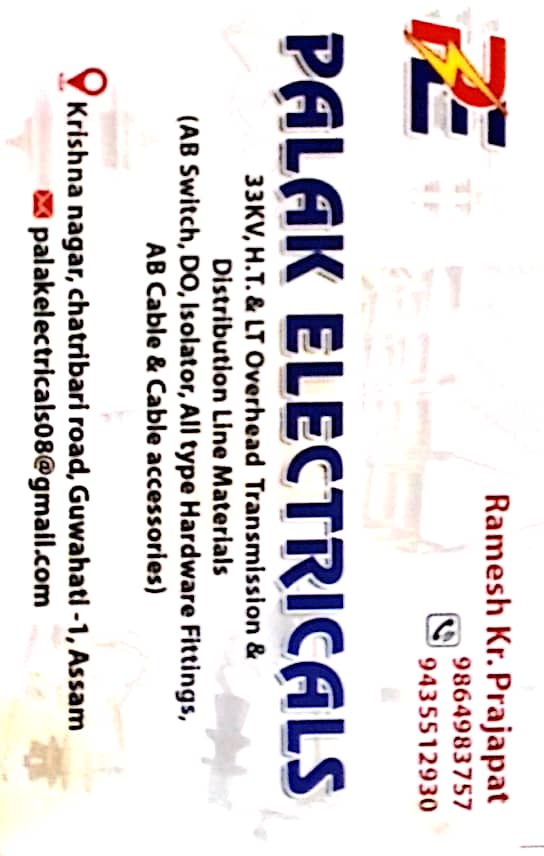 PE
Ramesh Kr. Prajapat
9864983757
9435512930
PALAK ELECTRICALS
33KV, H.T. & LT Overhead Transmission &
Distribution Line Materials
(AB Switch, DO, Isolator, All type Hardware Fittings,
AB Cable & Cable accessories)
Krishna nagar, chatribari road, Guwahati -1, Assam
palakelectricals08@gmail.com